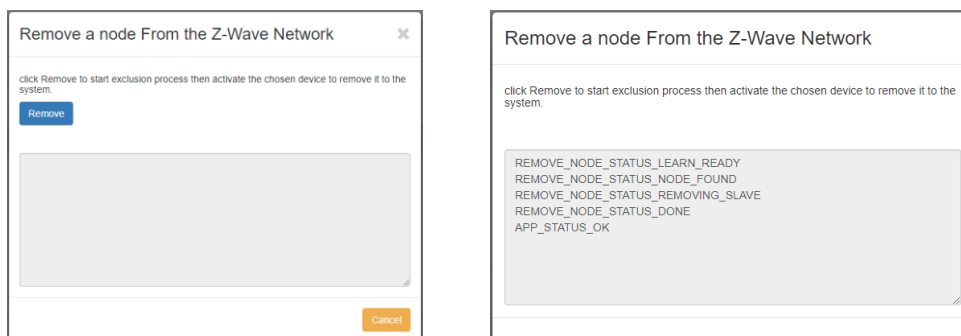 Remove a node From the Z-Wave Network
×
click Remove to start exclusion process then activate the chosen device to remove it to the
system.
Remove
Cancel
Remove a node From the Z-Wave Network
click Remove to start exclusion process then activate the chosen device to remove it to the
system.
REMOVE_NODE_STATUS_LEARN_READY
REMOVE_NODE_STATUS_NODE_FOUND
REMOVE_NODE_STATUS_REMOVING_SLAVE
REMOVE_NODE_STATUS_DONE
APP_STATUS_OK